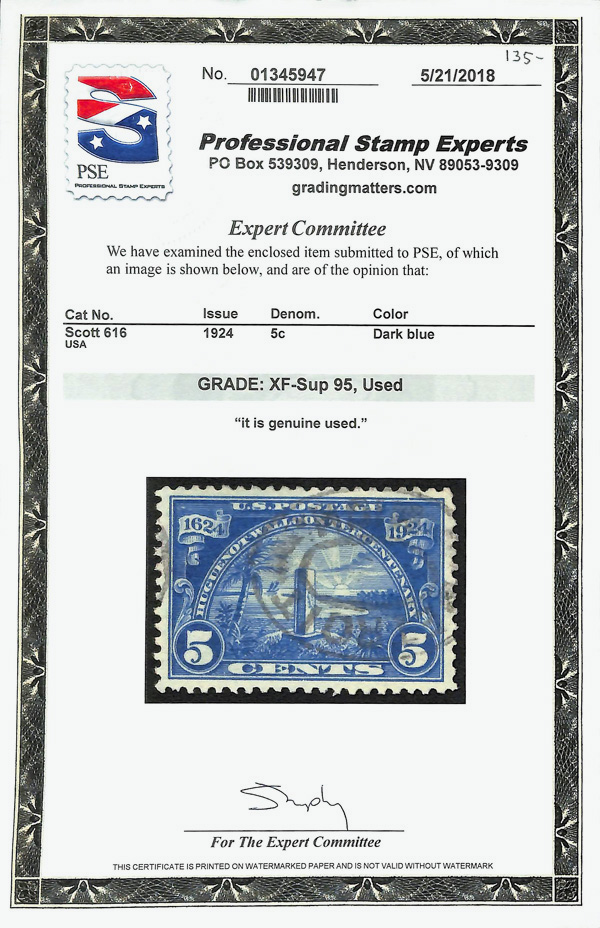 135-
No. 01345947 5/21/2018
PSE
PROFESSIONAL STAMP EXPERTS
Professional Stamp Experts
PO Box 539309, Henderson, NV 89053-9309
gradingmatters.com
Expert Committee
We have examined the enclosed item submitted to PSE, of which
an image is shown below, and are of the opinion that:
Cat No. Issue Denom. Color
Scott 616 1924 5c Dark blue
USA
GRADE: XF-Sup 95, Used
“it is genuine used.”
U.S. POSTAGE
1624 1924
HUGUENOT-WALLOON TERCENTENARY
5 5
CENTS
For The Expert Committee
THIS CERTIFICATE IS PRINTED ON WATERMARKED PAPER AND IS NOT VALID WITHOUT WATERMARK